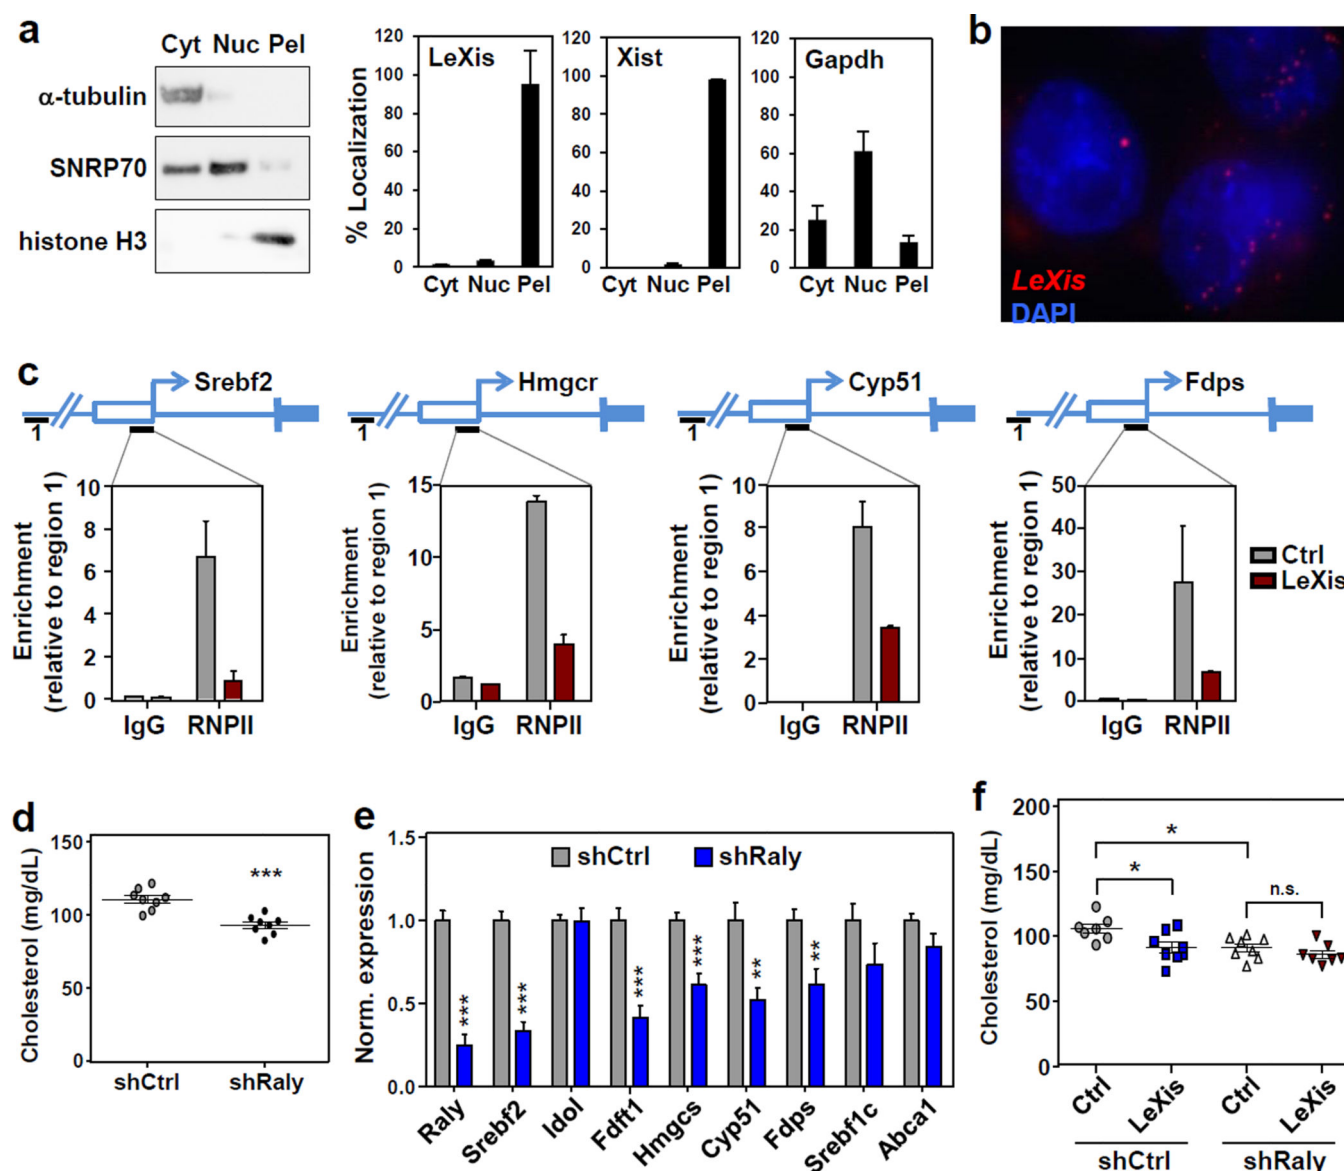 a
Cyt Nuc Pel
α-tubulin
SNRP70
histone H3
% Localization
120
100
80
60
40
20
0
LeXis
Cyt Nuc Pel
120
100
80
60
40
20
0
Xist
Cyt Nuc Pel
120
100
80
60
40
20
0
Gapdh
Cyt Nuc Pel
b
LeXis
DAPI
c
Srebf2
1
Enrichment
(relative to region 1)
10
8
6
4
2
0
IgG RNPII
Hmgcr
1
Enrichment
(relative to region 1)
15
10
5
0
IgG RNPII
Cyp51
1
Enrichment
(relative to region 1)
10
8
6
4
2
0
IgG RNPII
Fdps
1
Enrichment
(relative to region 1)
50
40
30
20
10
0
IgG RNPII
Ctrl
LeXis
d
Cholesterol (mg/dL)
150
100
50
0
***
shCtrl shRaly
e
Norm. expression
1.5
1.0
0.5
0.0
shCtrl shRaly
***
***
***
***
**
**
Raly
Srebf2
Idol
Fdft1
Hmgcs
Cyp51
Fdps
Srebf1c
Abca1
f
Cholesterol (mg/dL)
200
150
100
50
0
*
*
n.s.
Ctrl
LeXis
Ctrl
LeXis
shCtrl shRaly